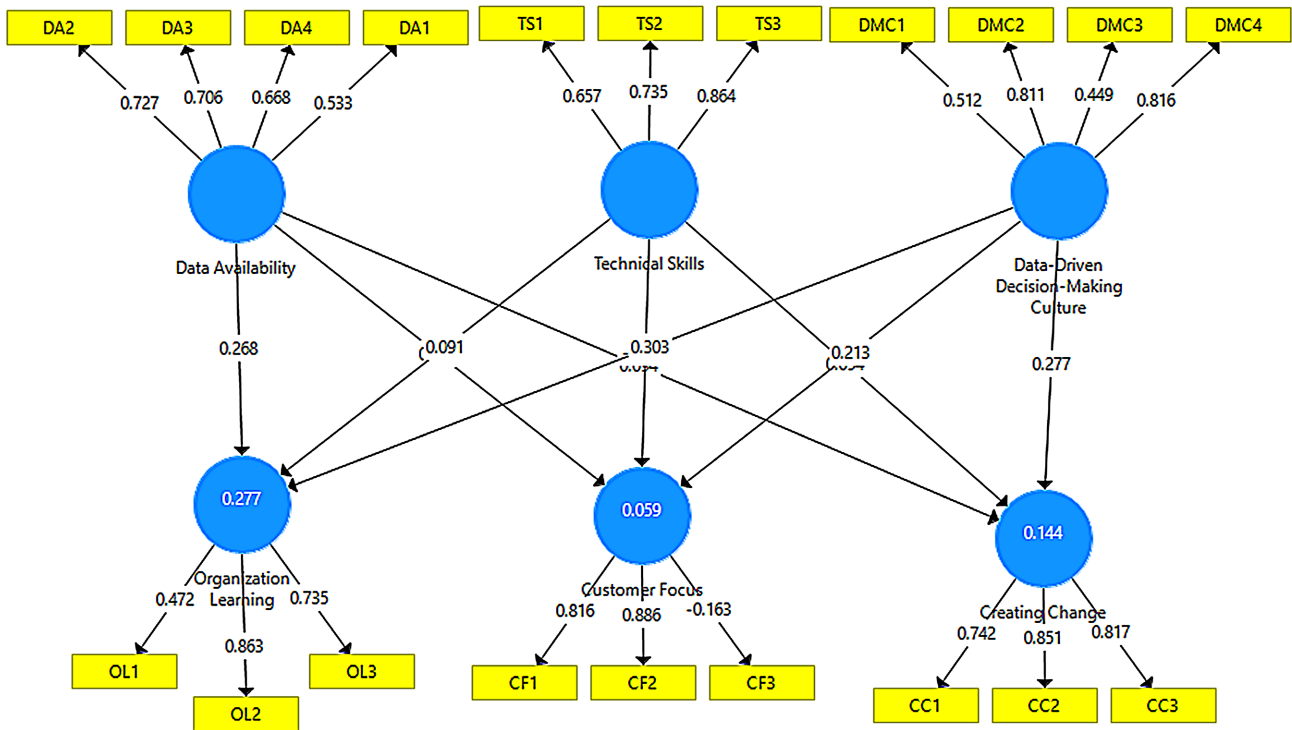 DA2
DA3
DA4
DA1
TS1
TS2
TS3
DMC1
DMC2
DMC3
DMC4
0.727
0.706
0.668
0.533
0.657
0.735
0.864
0.512
0.811
0.449
0.816
Data Availability
Technical Skills
Data-Driven
Decision-Making
Culture
0.268
0.091
0.303
0.213
0.277
0.277
0.059
0.144
Organization
Learning
Customer Focus
Creating Change
0.472
0.863
0.735
0.816
0.886
-0.163
0.742
0.851
0.817
OL1
OL2
OL3
CF1
CF2
CF3
CC1
CC2
CC3